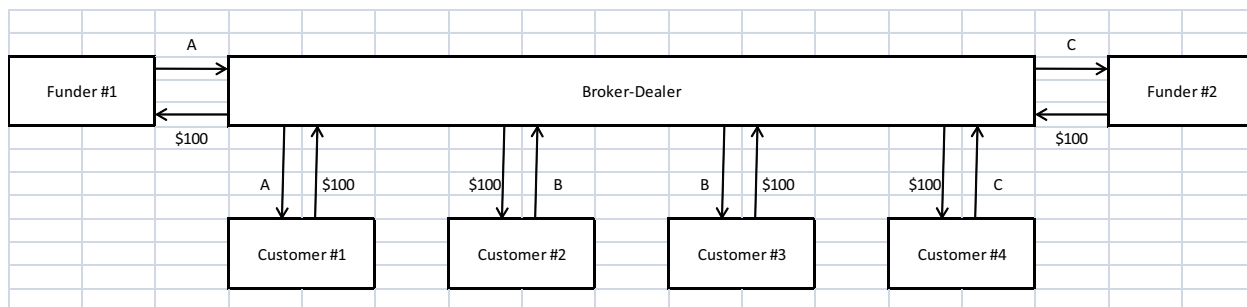 A
C
Funder #1
Broker-Dealer
Funder #2
$100
$100
A
$100
$100
B
B
$100
$100
C
Customer #1
Customer #2
Customer #3
Customer #4